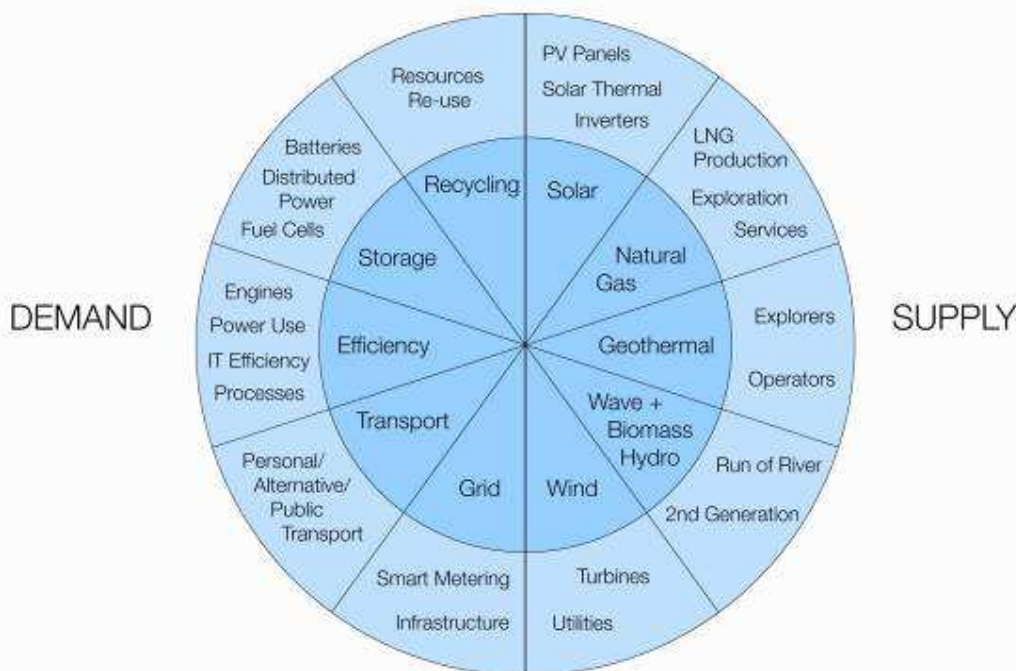 DEMAND
SUPPLY
PV Panels
Solar Thermal
Inverters
Solar
LNG
Production
Exploration
Services
Natural
Gas
Explorers
Operators
Geothermal
Run of River
2nd Generation
Wave +
Biomass
Hydro
Turbines
Utilities
Wind
Smart Metering
Infrastructure
Grid
Personal/
Alternative/
Public
Transport
Transport
Engines
Power Use
IT Efficiency
Processes
Efficiency
Batteries
Distributed
Power
Fuel Cells
Storage
Resources
Re-use
Recycling